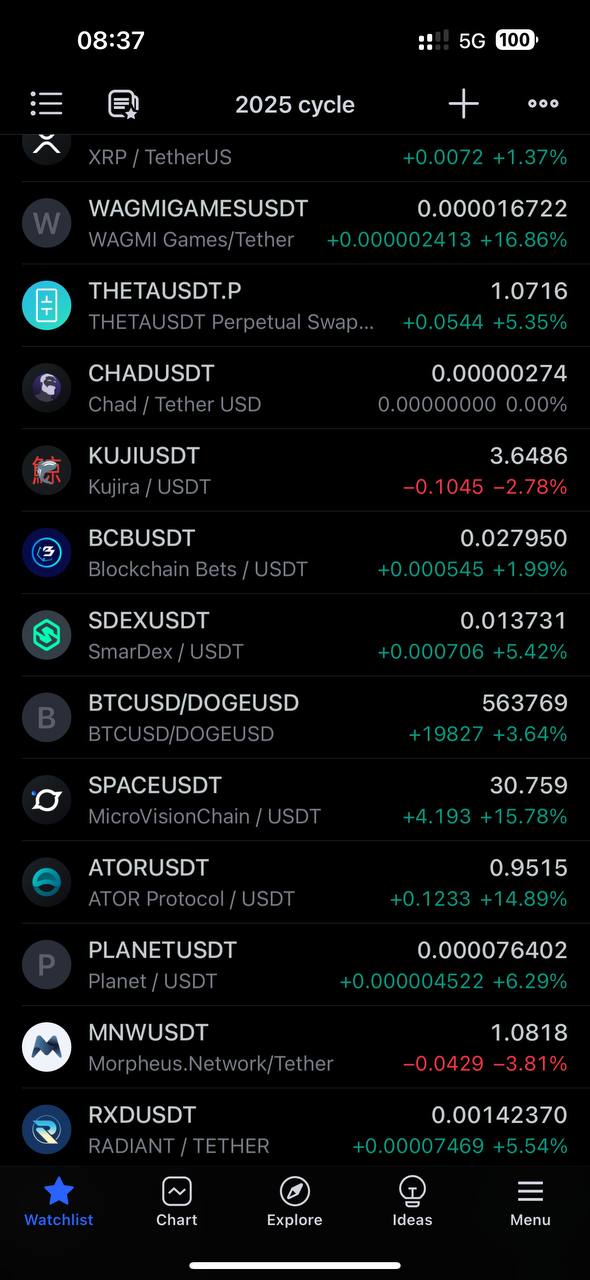 08:37
5G 100
2025 cycle
XRP / TetherUS +0.0072 +1.37%
WAGMIGAMESUSDT 0.000016722
WAGMI Games/Tether +0.000002413 +16.86%
THETAUSDT.P 1.0716
THETAUSDT Perpetual Swap... +0.0544 +5.35%
CHADUSDT 0.00000274
Chad / Tether USD 0.00000000 0.00%
KUJIUSDT 3.6486
Kujira / USDT −0.1045 −2.78%
BCBUSDT 0.027950
Blockchain Bets / USDT +0.000545 +1.99%
SDEXUSDT 0.013731
SmarDex / USDT +0.000706 +5.42%
B
BTCUSD/DOGEUSD 563769
BTCUSD/DOGEUSD +19827 +3.64%
SPACEUSDT 30.759
MicroVisionChain / USDT +4.193 +15.78%
ATORUSDT 0.9515
ATOR Protocol / USDT +0.1233 +14.89%
P
PLANETUSDT 0.000076402
Planet / USDT +0.000004522 +6.29%
MNWUSDT 1.0818
Morpheus.Network/Tether −0.0429 −3.81%
RXDUSDT 0.00142370
RADIANT / TETHER +0.00007469 +5.54%
Watchlist Chart Explore Ideas Menu